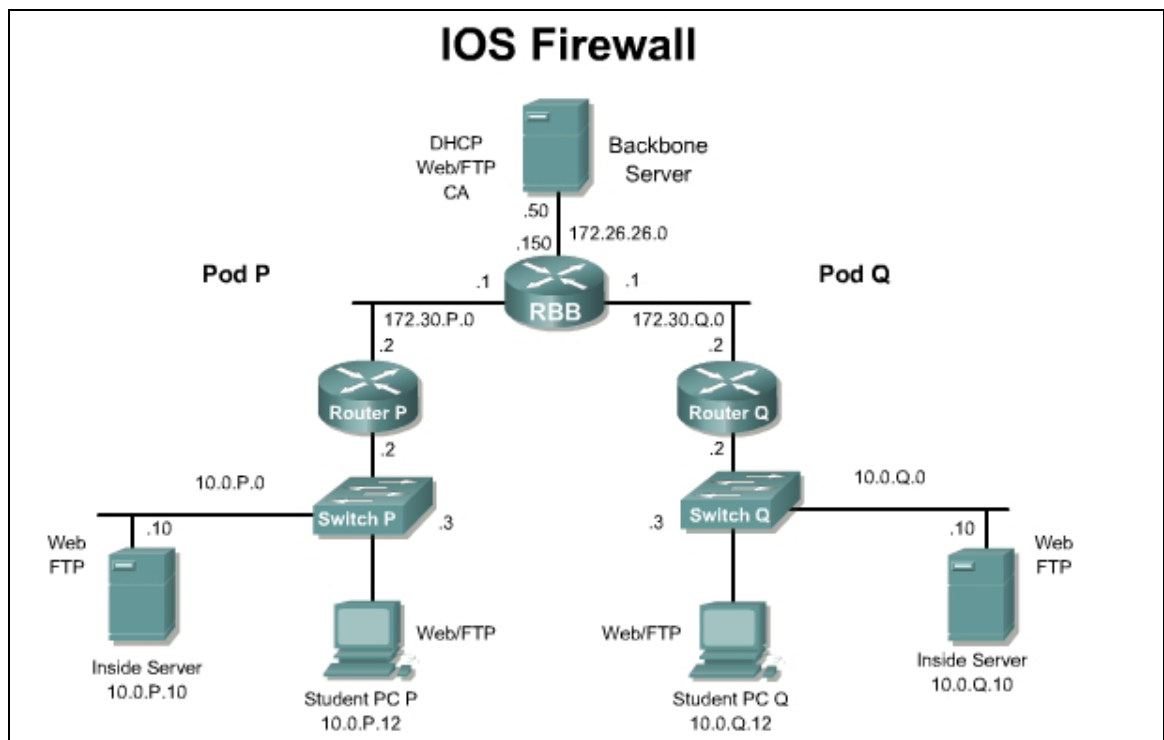 IOS Firewall
DHCP
Web/FTP
CA
Backbone
Server
.50
172.26.26.0
.150
Pod P
Pod Q
.1
.1
RBB
172.30.P.0
172.30.Q.0
.2
.2
Router P
Router Q
.2
.2
10.0.P.0
10.0.Q.0
Switch P
.3
.3
Switch Q
.10
.10
Web
FTP
Web
FTP
Web/FTP
Web/FTP
Inside Server
10.0.P.10
Student PC P
10.0.P.12
Student PC Q
10.0.Q.12
Inside Server
10.0.Q.10